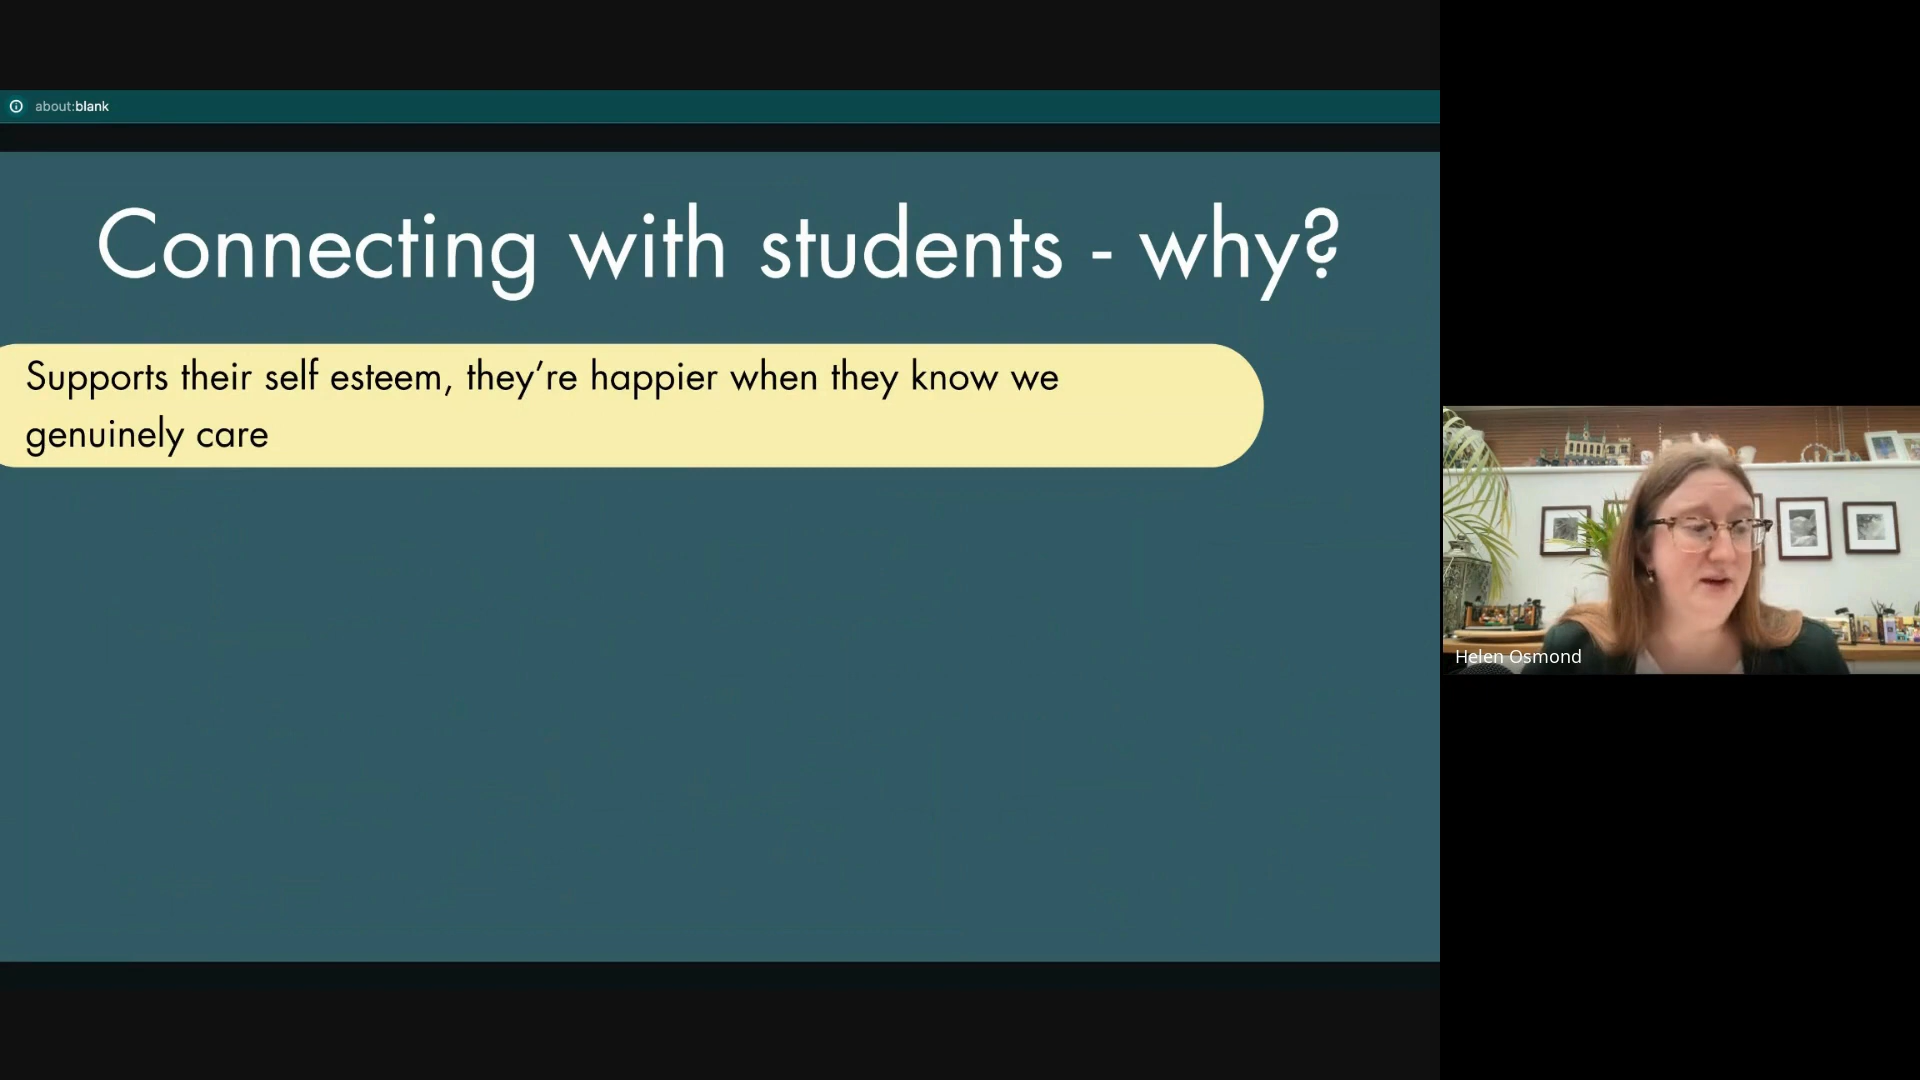 about:blank
Connecting with students - why?
Supports their self esteem, they’re happier when they know we
genuinely care
Helen Osmond